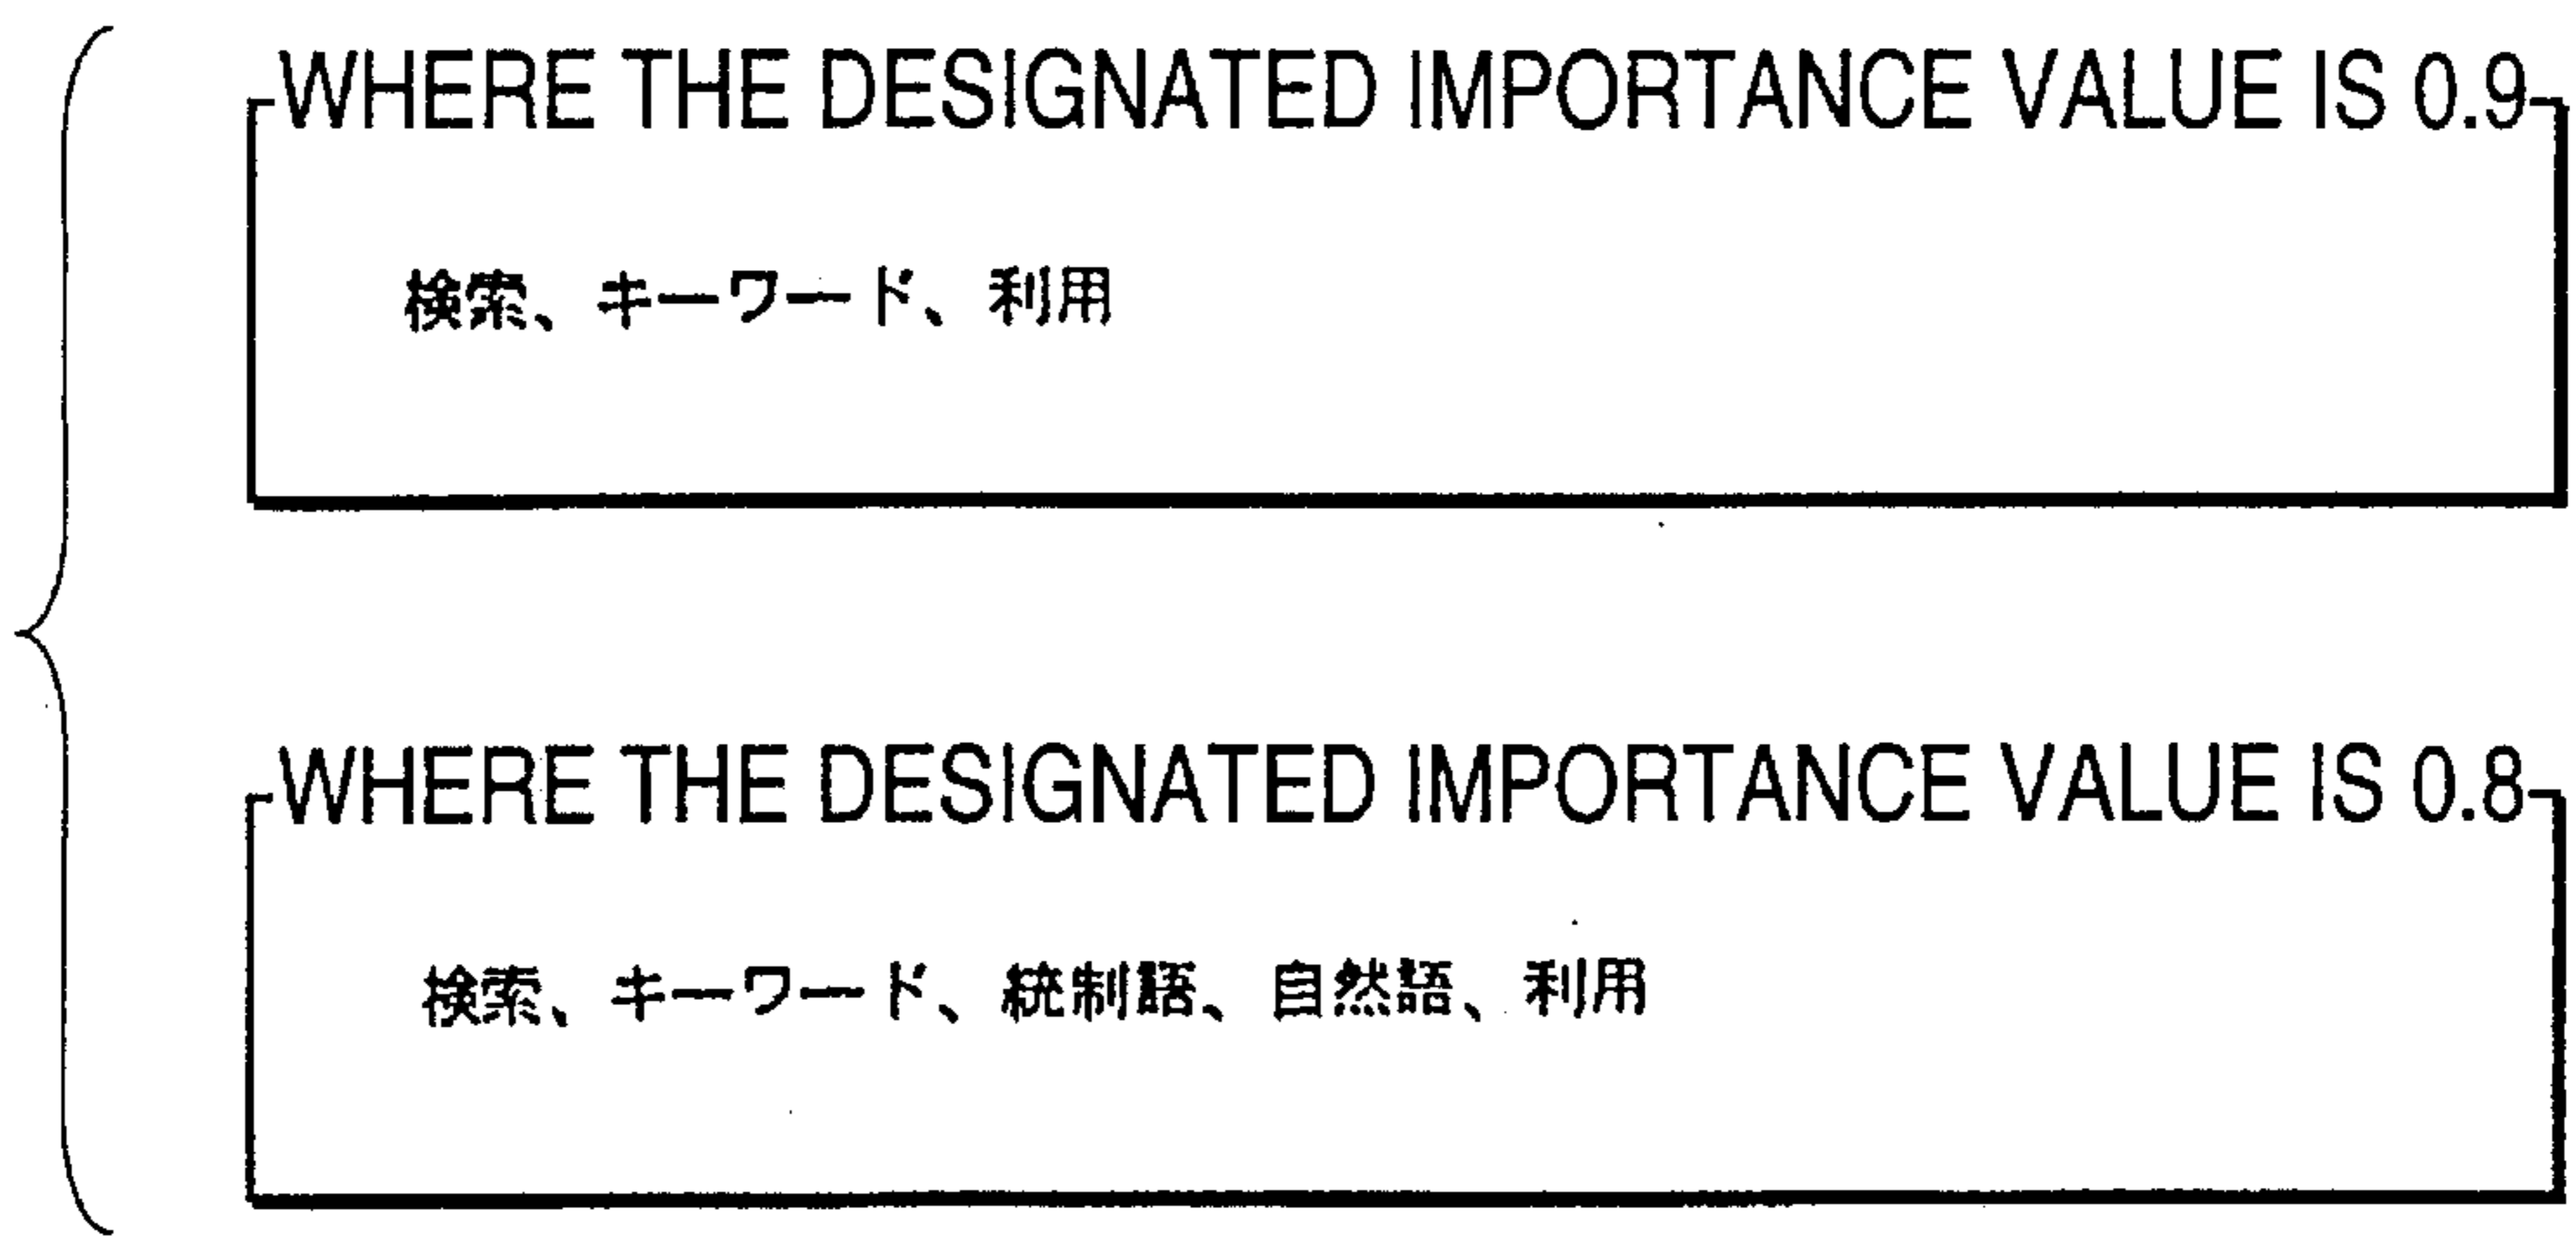 WHERE THE DESIGNATED IMPORTANCE VALUE IS 0.9
検索、キーワード、利用
WHERE THE DESIGNATED IMPORTANCE VALUE IS 0.8
検索、キーワード、統制語、自然語、利用